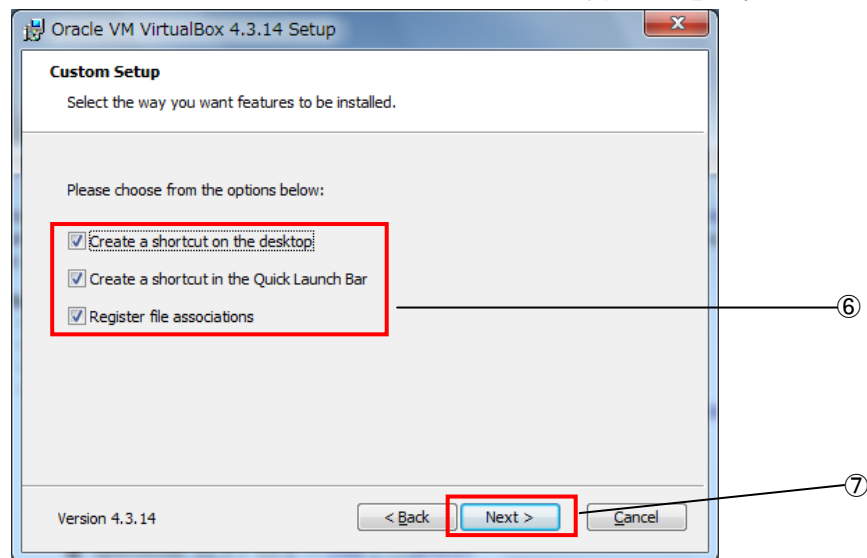 Oracle VM VirtualBox 4.3.14 Setup
Custom Setup
Select the way you want features to be installed.
Please choose from the options below:
Create a shortcut on the desktop
Create a shortcut in the Quick Launch Bar
Register file associations
⑥
⑦
Version 4.3.14 < Back Next > Cancel